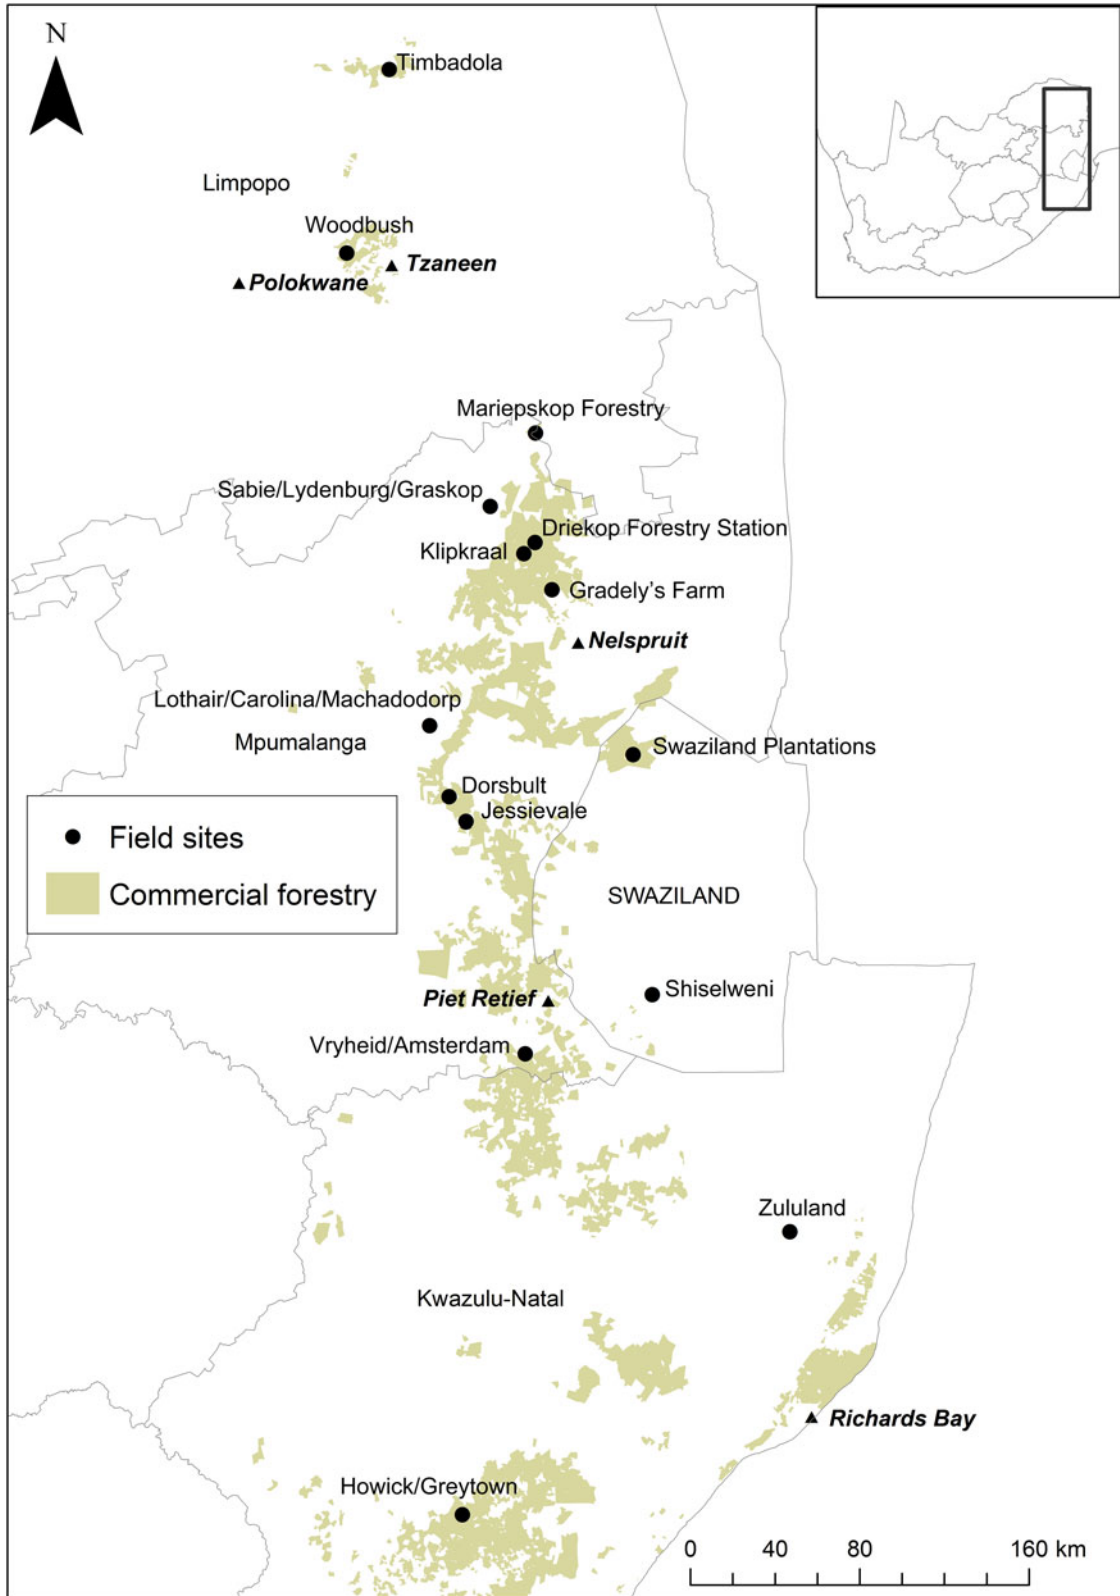 N
Timbadola
Limpopo
Woodbush
Tzaneen
Polokwane
Mariepskop Forestry
Sabie/Lydenburg/Graskop
Driekop Forestry Station
Klipkraal
Gradely's Farm
Nelspruit
Lothair/Carolina/Machadodorp
Mpumalanga
Swaziland Plantations
Dorsbult
Jessievale
Field sites
Commercial forestry
SWAZILAND
Shiselweni
Piet Retief
Vryheid/Amsterdam
Zululand
Kwazulu-Natal
Richards Bay
Howick/Greytown
0 40 80 160 km